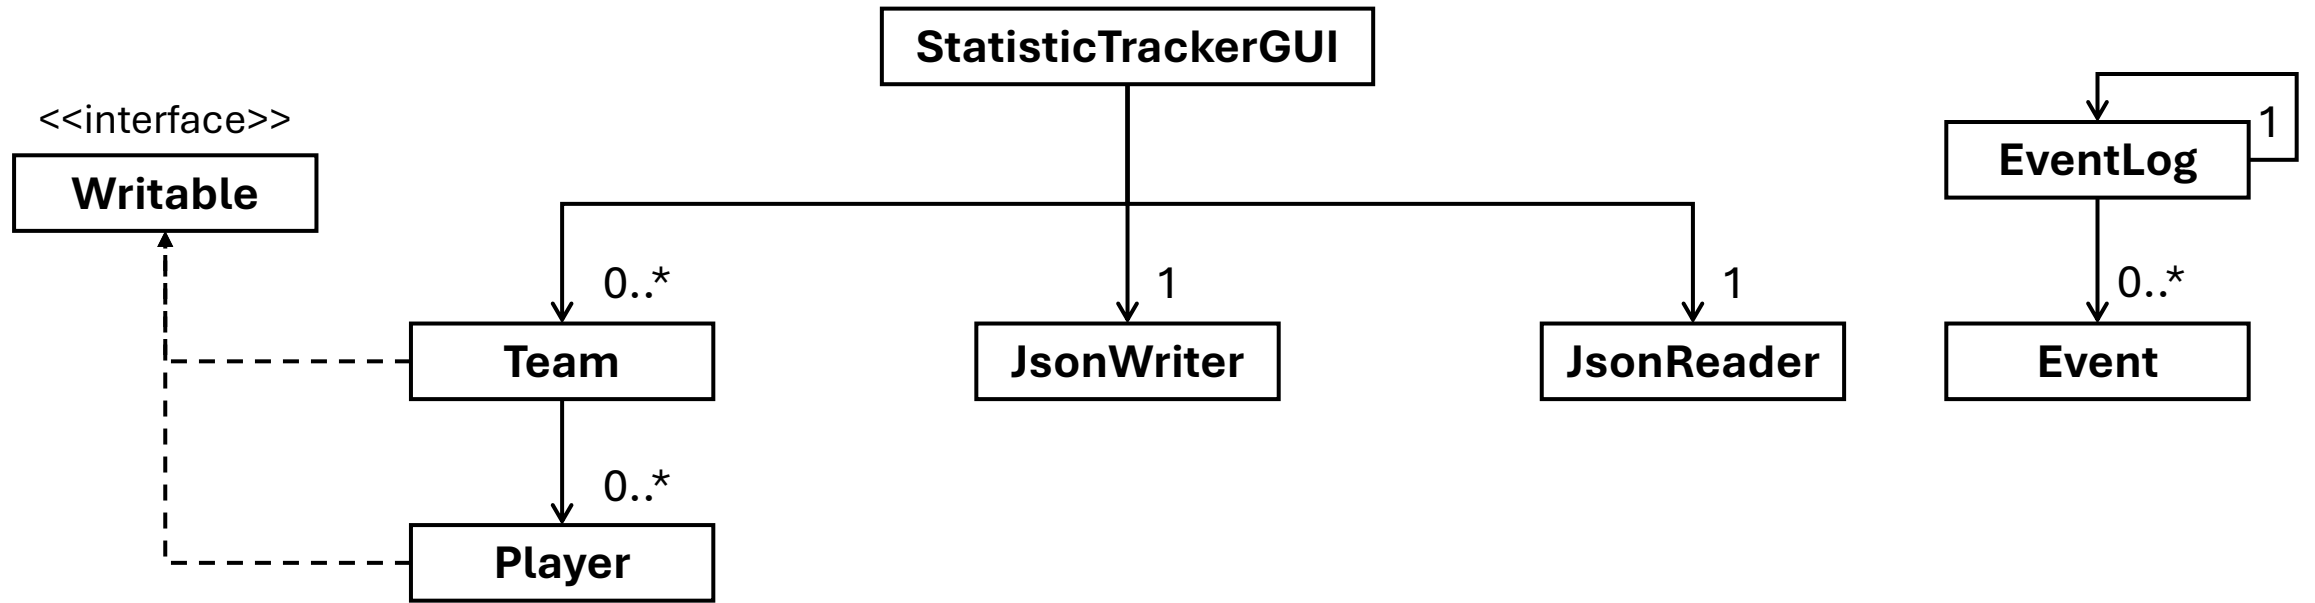 StatisticTrackerGUI
<<interface>>
Writable
1
EventLog
0..*
1
1
0..*
Team
JsonWriter
JsonReader
Event
0..*
Player